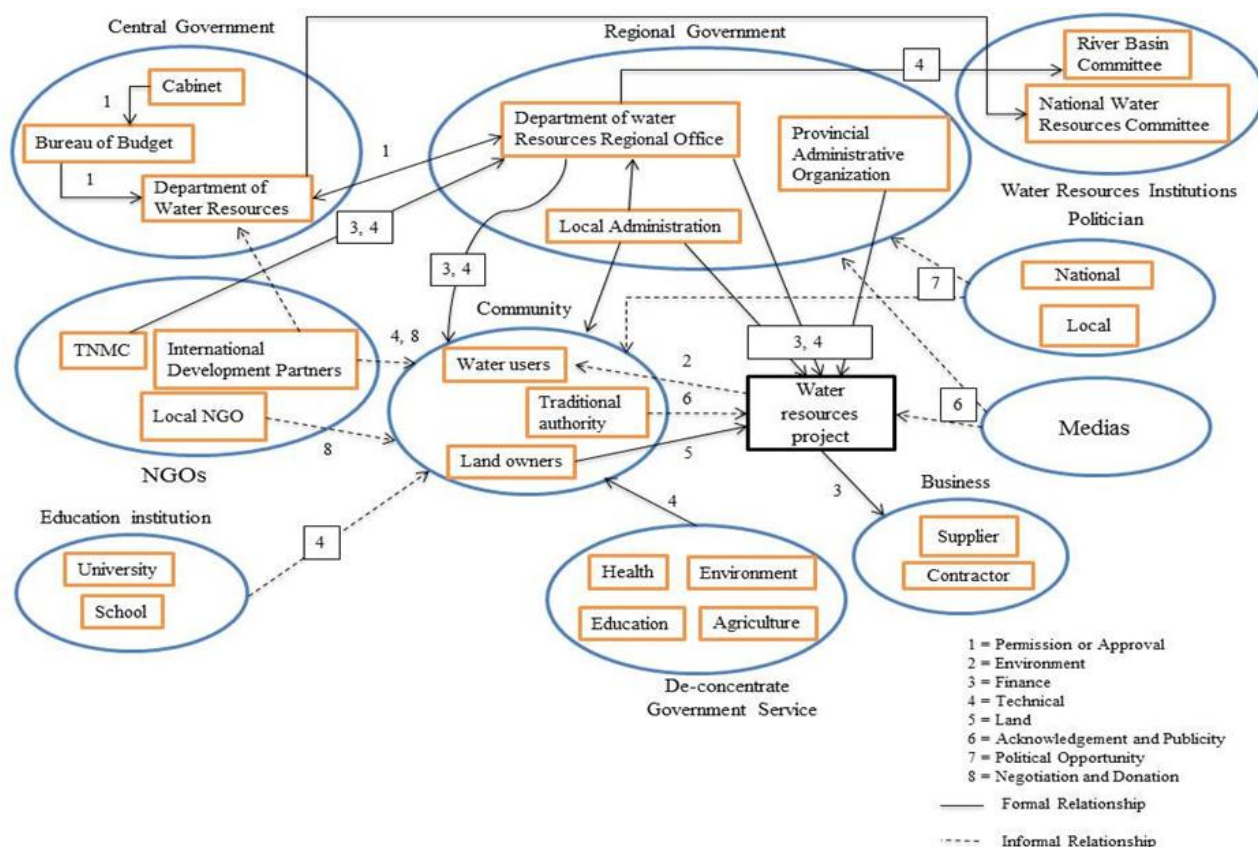 Central Government
Regional Government
4
River Basin
Committee
Cabinet
1
National Water
Resources Committee
Department of water
Resources Regional Office
Provincial
Administrative
Organization
Bureau of Budget
1
1
Department of
Water Resources
Water Resources Institutions
3, 4
Local Administration
Politician
3, 4
7
National
Community
Local
TNMC
International
Development Partners
4, 8
3, 4
Water users
2
Water
resources
project
Traditional
authority
6
6
Medias
Local NGO
8
Land owners
5
NGOs
Business
3
4
Education institution
4
Supplier
University
Health
Environment
Contractor
School
Education
Agriculture
De-concentrate
Government Service
1 = Permission or Approval
2 = Environment
3 = Finance
4 = Technical
5 = Land
6 = Acknowledgement and Publicity
7 = Political Opportunity
8 = Negotiation and Donation
Formal Relationship
Informal Relationship